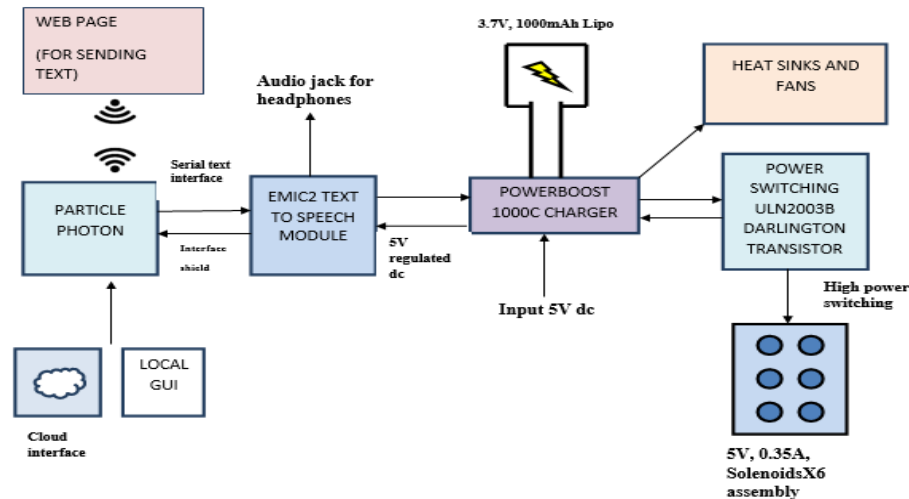 WEB PAGE
(FOR SENDING
TEXT)
3.7V, 1000mAh Lipo
HEAT SINKS AND
FANS
Audio jack for
headphones
Serial text
interface
PARTICLE
PHOTON
EMIC2 TEXT
TO SPEECH
MODULE
POWERBOOST
1000C CHARGER
POWER
SWITCHING
ULN2003B
DARLINGTON
TRANSISTOR
Interface
shield
5V
regulated
dc
Input 5V dc
High power
switching
LOCAL
GUI
Cloud
interface
5V, 0.35A,
SolenoidsX6
assembly